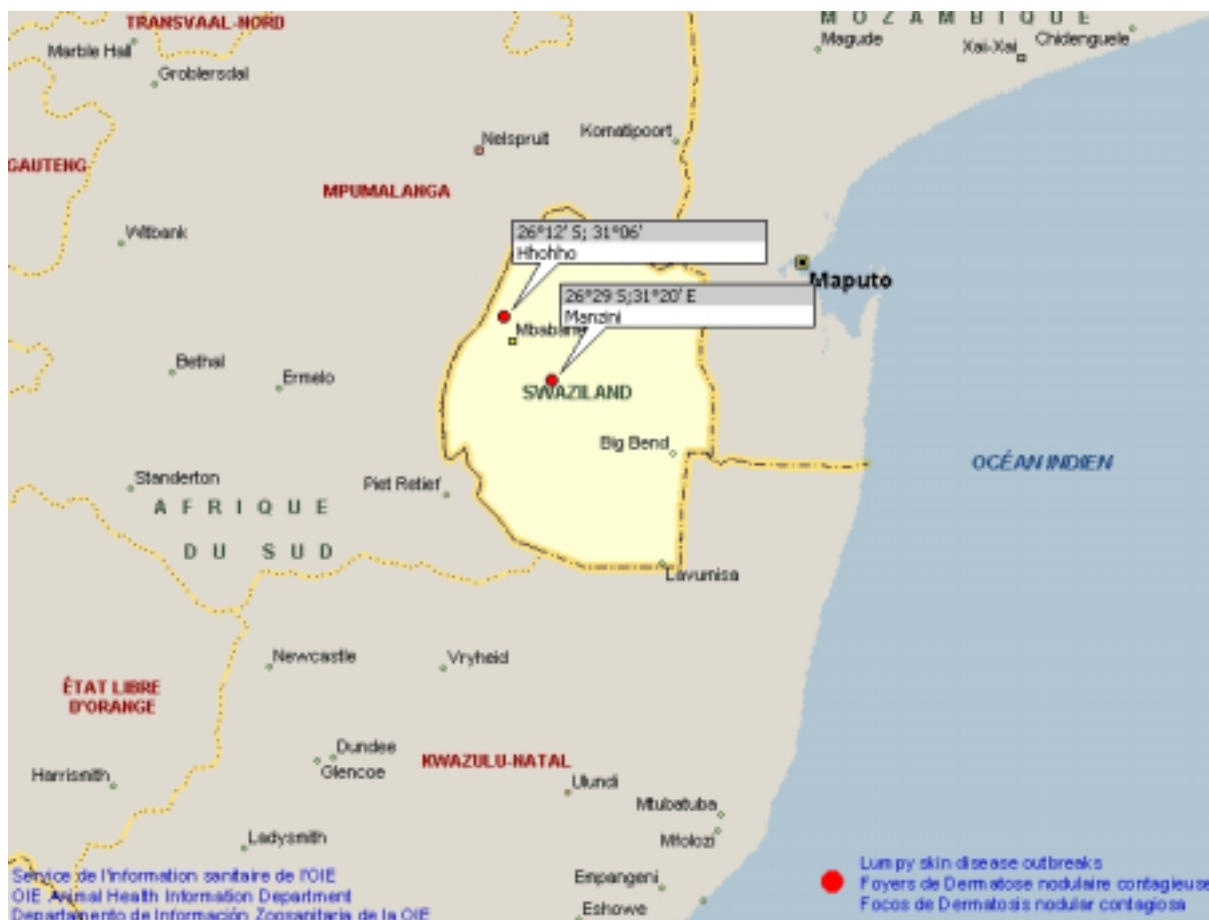 TRANSVAAL-NORD
M O Z A M B I Q U E
Marble Hall
Magude
Xai-Xai
Chidenguele
Groblersdal
Nelspruit
Komatipoort
GAUTENG
MPUMALANGA
Witbank
26°12' S; 31°06'
Hhohho
Maputo
26°29 S;31°20' E
Manzini
Mbabane
Bethal
Ermelo
SWAZILAND
Big Bend
OCÉAN INDIEN
Standerton
Piet Retief
A F R I Q U E
D U S U D
Lavumisa
Newcastle
Vryheid
ÉTAT LIBRE
D'ORANGE
Dundee
Glencoe
KWAZULU-NATAL
Harrismith
Ulundi
Mtubatuba
Mfolozi
Ladysmith
Empangeni
Eshowe
Service de l'information sanitaire de l'OIE
OIE Animal Health Information Department
Departamento de Información Zoosanitaria de la OIE
Lumpy skin disease outbreaks
Foyers de Dermatose nodulaire contagieuse
Focos de Dermatosis nodular contagiosa